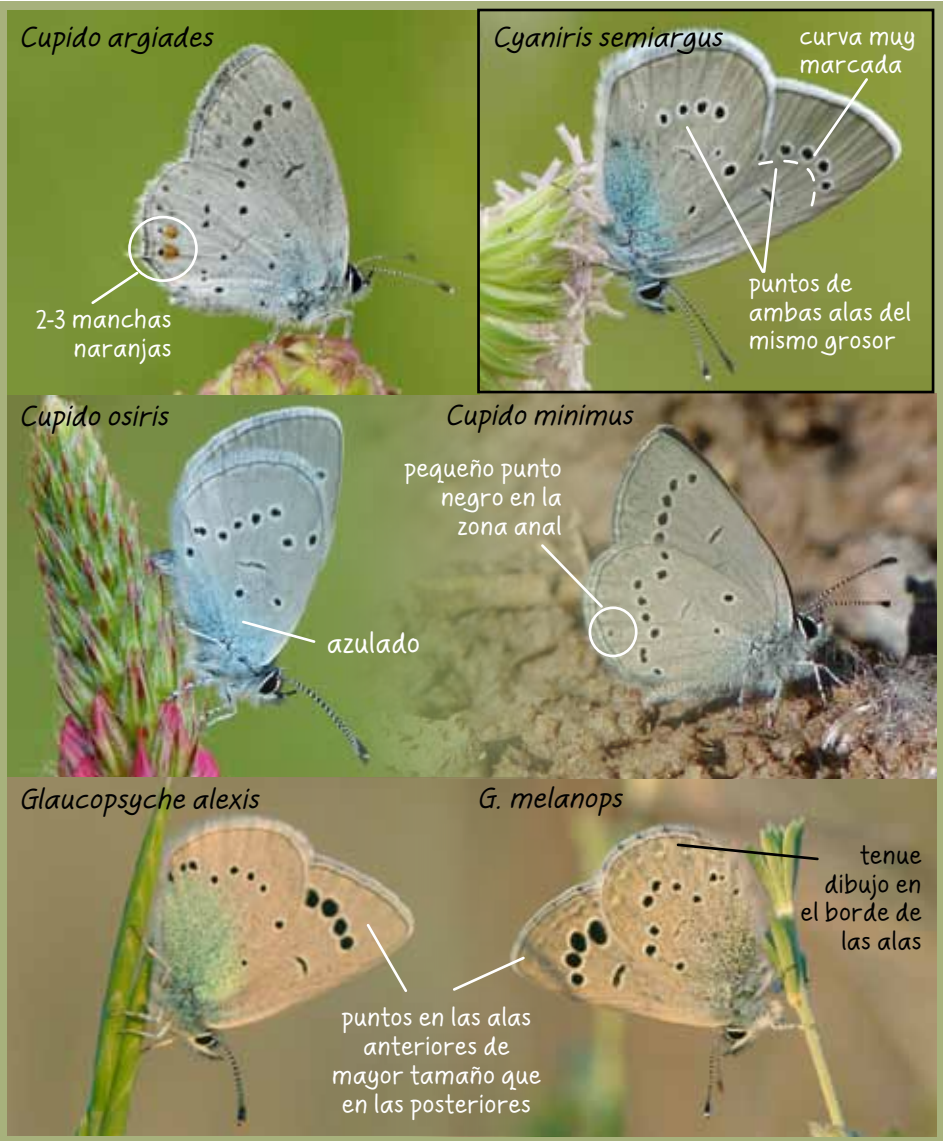 Cupido argiades
2-3 manchas
naranjas
Cyaniris semiargus
curva muy
marcada
puntos de
ambas alas del
mismo grosor
Cupido osiris
azulado
Cupido minimus
pequeño punto
negro en la
zona anal
Glaucopsyche alexis
G. melanops
tenue
dibujo en
el borde de
las alas
puntos en las alas
anteriores de
mayor tamaño que
en las posteriores